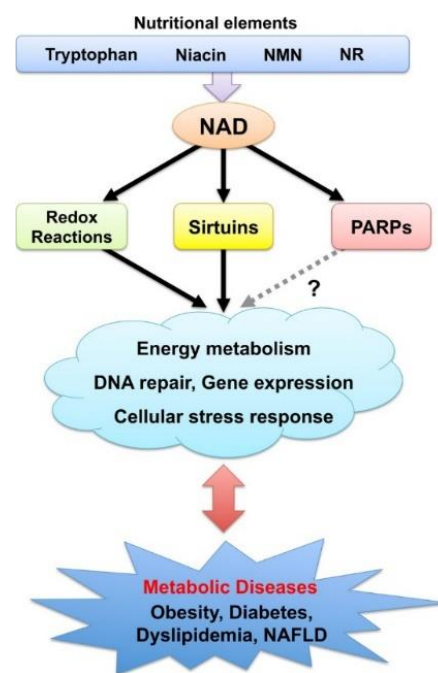 Nutritional elements
Tryptophan Niacin NMN NR
NAD
Redox
Reactions
Sirtuins
PARPs
?
Energy metabolism
DNA repair, Gene expression
Cellular stress response
Metabolic Diseases
Obesity, Diabetes,
Dyslipidemia, NAFLD